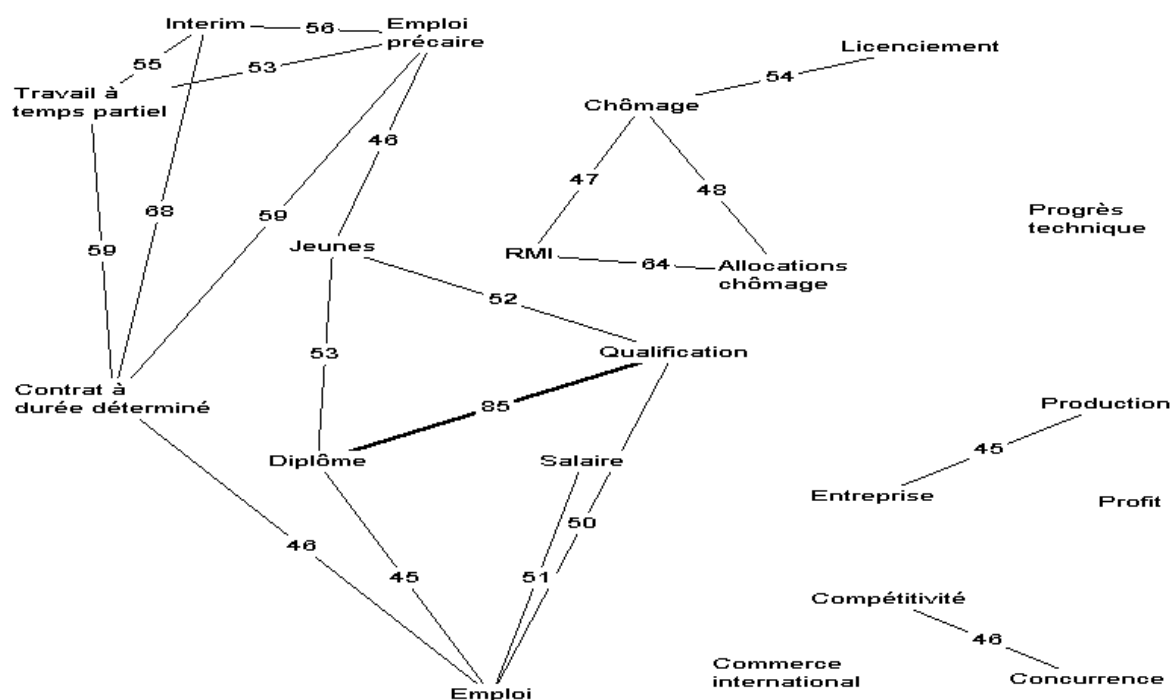 Interim
56
Emploi
précaire
Licenciement
55
53
54
Travail à
temps partiel
Chômage
46
47
48
68
59
Progrès
technique
59
Jeunes
RMI
64
Allocations
chômage
52
53
Qualification
Contrat à
durée déterminé
85
Production
45
Diplôme
Salaire
Entreprise
Profit
50
46
45
51
Compétitivité
46
Commerce
international
Concurrence
Emploi